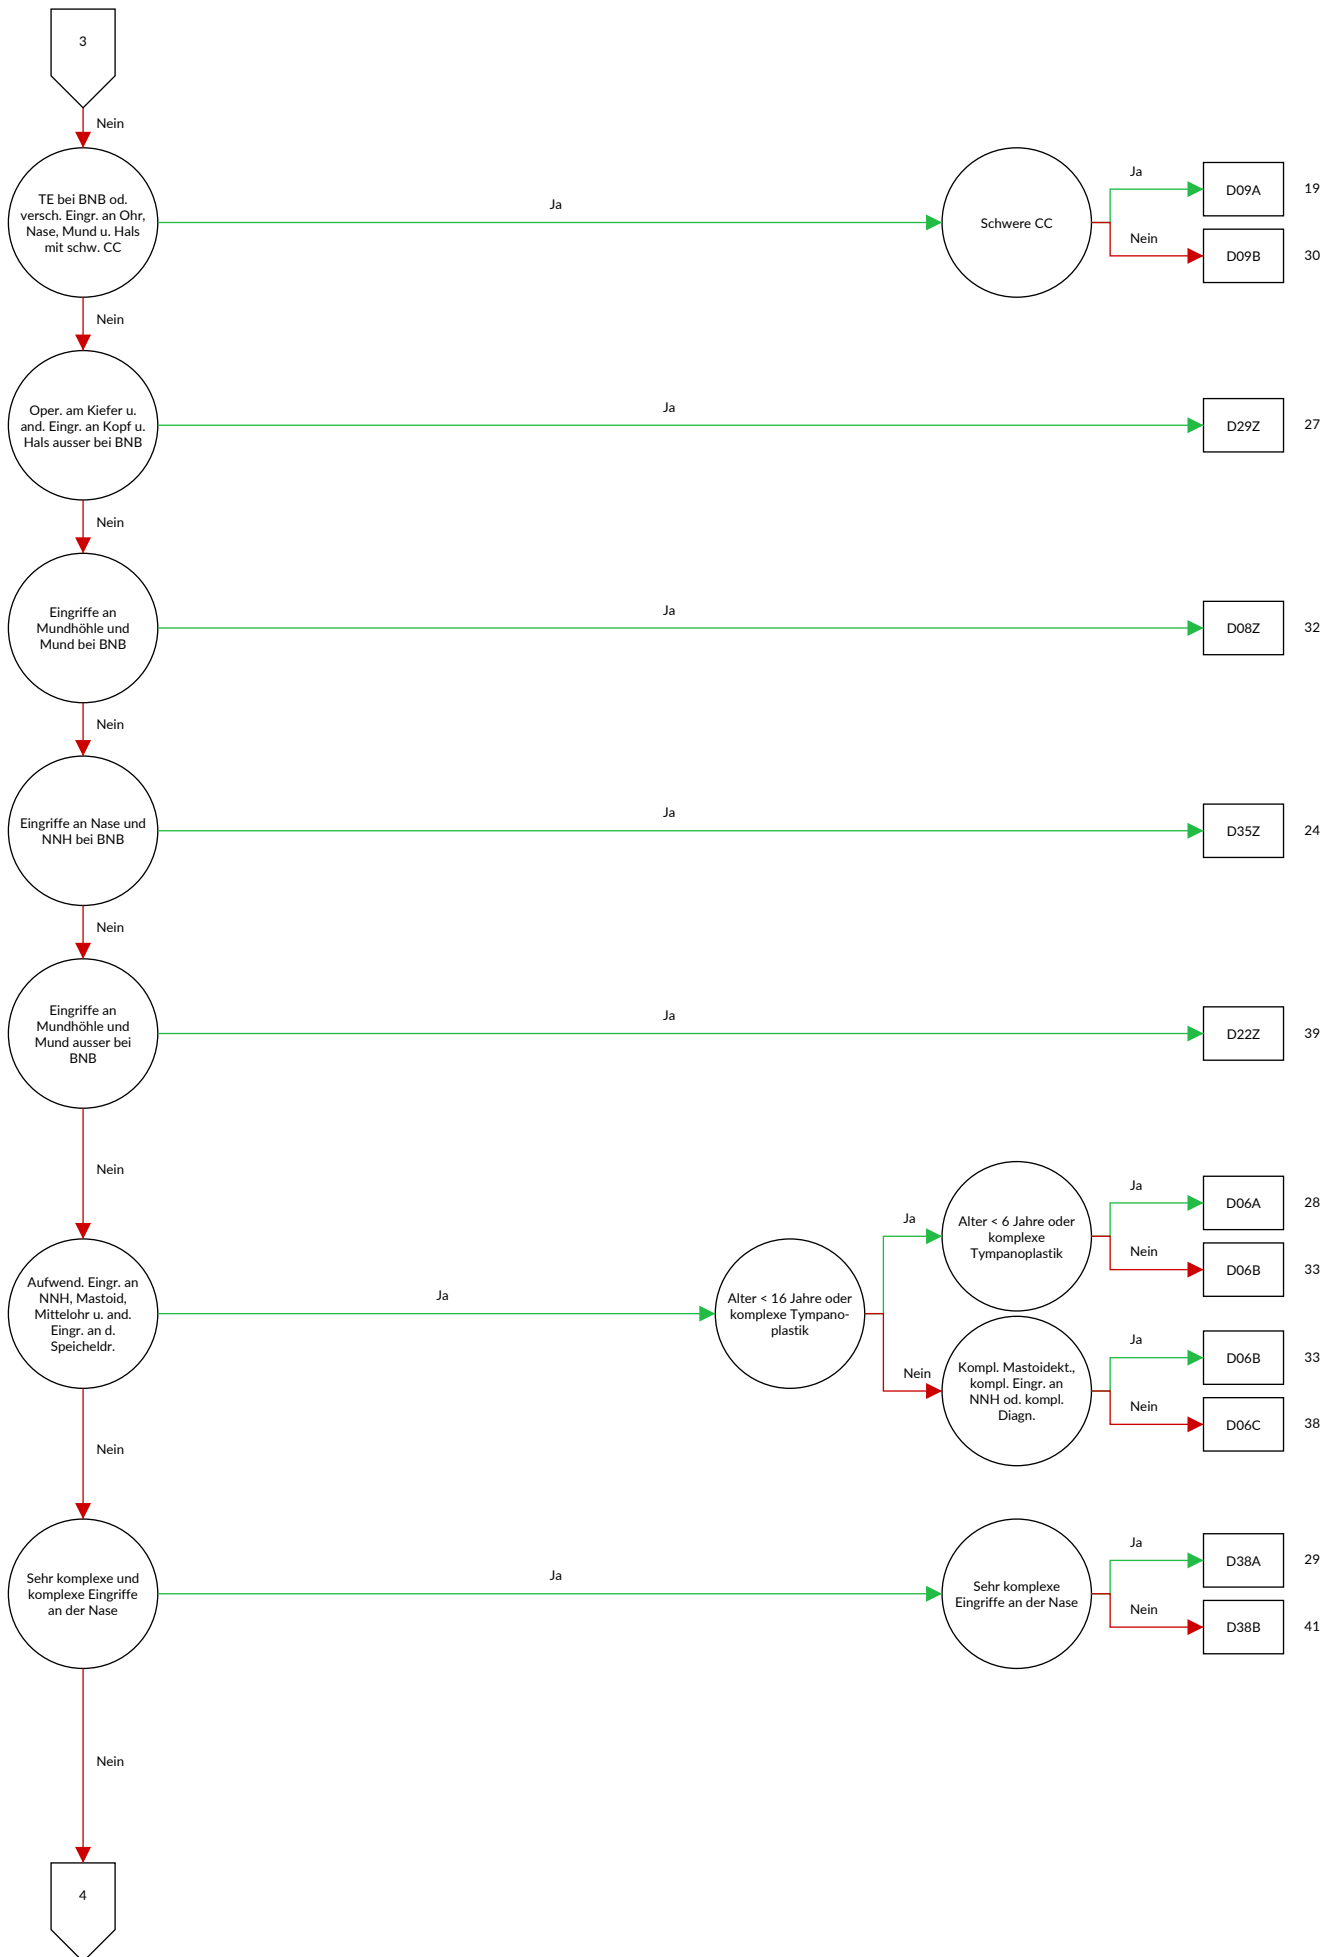 3
Nein
TE bei BNB od.
versch. Eingr. an Ohr,
Nase, Mund u. Hals
mit schw. CC
Ja
Schwere CC
Ja
D09A
19
Nein
D09B
30
Nein
Oper. am Kiefer u.
and. Eingr. an Kopf u.
Hals ausser bei BNB
Ja
D29Z
27
Nein
Eingriffe an
Mundhöhle und
Mund bei BNB
Ja
D08Z
32
Nein
Eingriffe an Nase und
NNH bei BNB
Ja
D35Z
24
Nein
Eingriffe an
Mundhöhle und
Mund ausser bei
BNB
Ja
D22Z
39
Nein
Aufwend. Eingr. an
NNH, Mastoid,
Mittelohr u. and.
Eingr. an d.
Speicheldr.
Ja
Alter < 16 Jahre oder
komplexe Tympano-
plastik
Ja
Alter < 6 Jahre oder
komplexe
Tympanoplastik
Ja
D06A
28
Nein
D06B
33
Nein
Kompl. Mastoidekt.,
kompl. Eingr. an
NNH od. kompl.
Diagn.
Ja
D06B
33
Nein
D06C
38
Nein
Sehr komplexe und
komplexe Eingriffe
an der Nase
Ja
Sehr komplexe
Eingriffe an der Nase
Ja
D38A
29
Nein
D38B
41
Nein
4